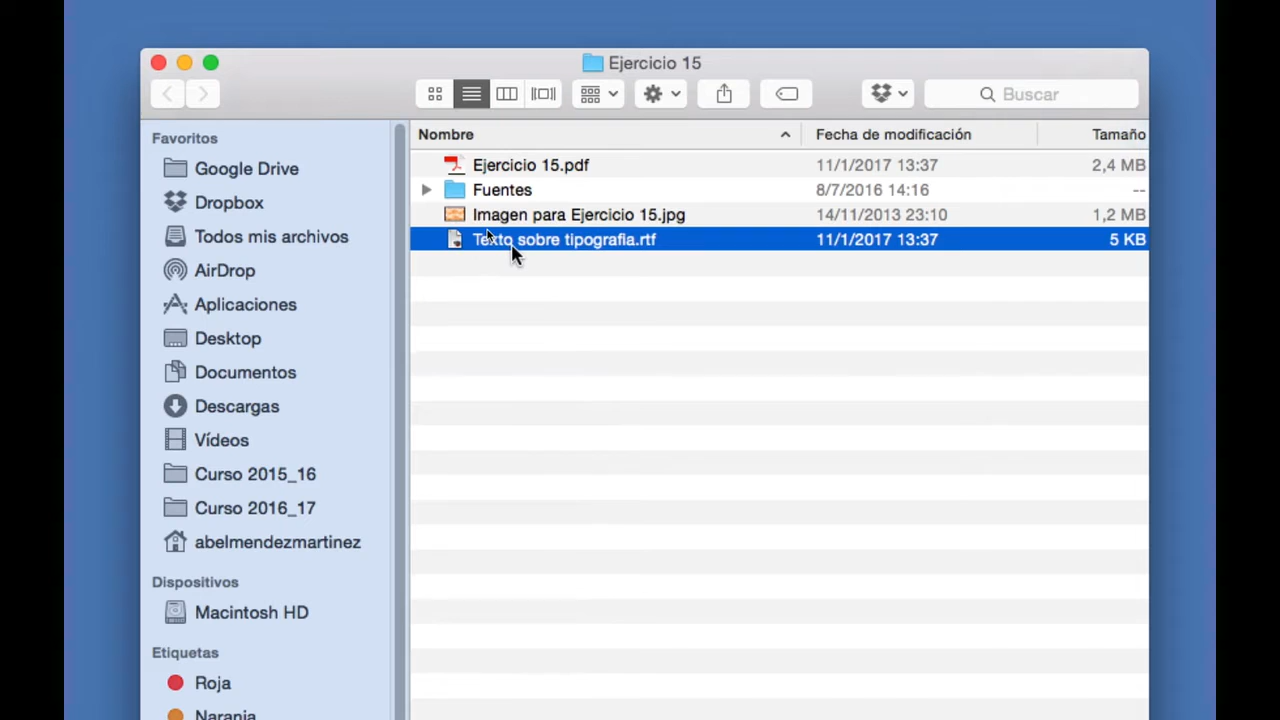 Ejercicio 15
Buscar
Favoritos
Google Drive
Dropbox
Todos mis archivos
AirDrop
Aplicaciones
Desktop
Documentos
Descargas
Vídeos
Curso 2015_16
Curso 2016_17
abelmendezmartinez
Dispositivos
Macintosh HD
Etiquetas
Roja
Naranja
Nombre Fecha de modificación Tamaño
Ejercicio 15.pdf 11/1/2017 13:37 2,4 MB
Fuentes 8/7/2016 14:16 --
Imagen para Ejercicio 15.jpg 14/11/2013 23:10 1,2 MB
Texto sobre tipografia.rtf 11/1/2017 13:37 5 KB